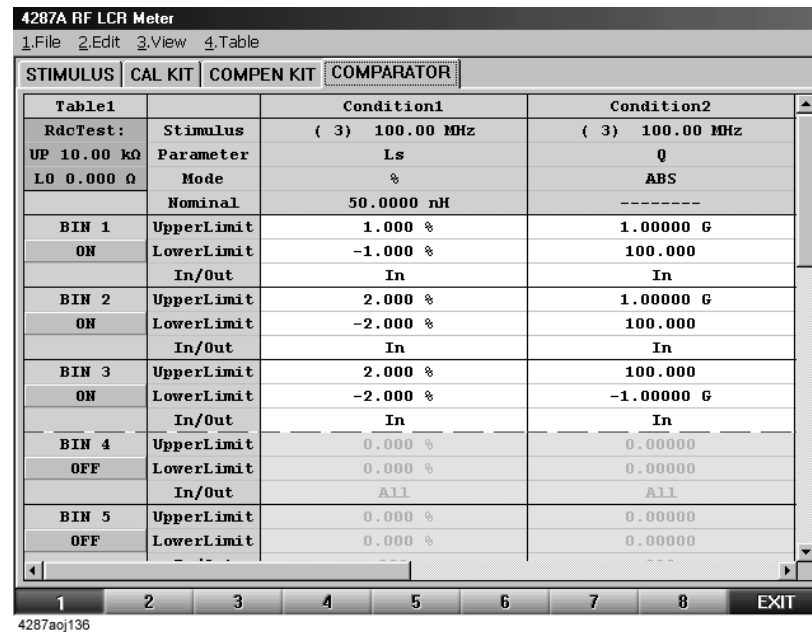 4287A RF LCR Meter
1.File 2.Edit 3.View 4.Table
STIMULUS CAL KIT COMPEN KIT COMPARATOR
Table1 Condition1 Condition2
RdcTest: Stimulus ( 3) 100.00 MHz ( 3) 100.00 MHz
UP 10.00 kΩ Parameter Ls Q
LO 0.000 Ω Mode % ABS
Nominal 50.0000 nH --------
BIN 1 UpperLimit 1.000 % 1.00000 G
ON LowerLimit -1.000 % 100.000
In/Out In In
BIN 2 UpperLimit 2.000 % 1.00000 G
ON LowerLimit -2.000 % 100.000
In/Out In In
BIN 3 UpperLimit 2.000 % 100.000
ON LowerLimit -2.000 % -1.00000 G
In/Out In In
BIN 4 UpperLimit 0.000 % 0.00000
OFF LowerLimit 0.000 % 0.00000
In/Out All All
BIN 5 UpperLimit 0.000 % 0.00000
OFF LowerLimit 0.000 % 0.00000
1 2 3 4 5 6 7 8 EXIT
4287aoj136